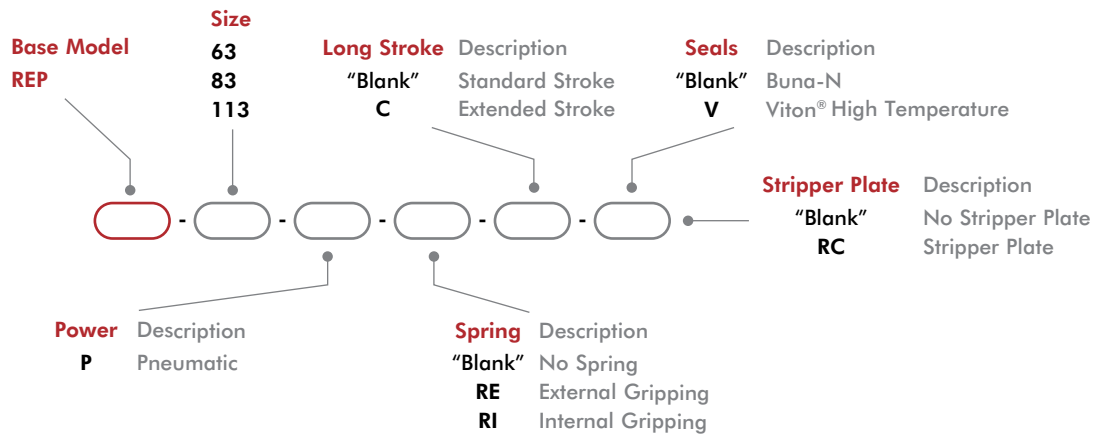 Size
Base Model
REP
63
83
113
Long Stroke Description
“Blank” Standard Stroke
C Extended Stroke
Seals Description
“Blank” Buna-N
V Viton® High Temperature
Stripper Plate Description
“Blank” No Stripper Plate
RC Stripper Plate
- - - - -
Power Description
P Pneumatic
Spring Description
“Blank” No Spring
RE External Gripping
RI Internal Gripping